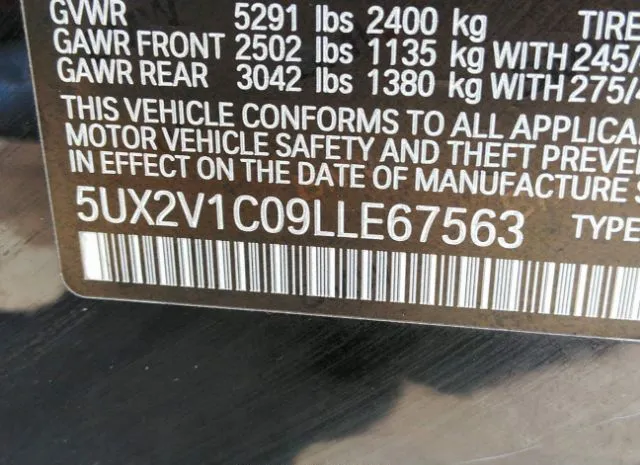 GVWR 5291 lbs 2400 kg TIRE
GAWR FRONT 2502 lbs 1135 kg WITH 245/
GAWR REAR 3042 lbs 1380 kg WITH 275/4
THIS VEHICLE CONFORMS TO ALL APPLICA
MOTOR VEHICLE SAFETY AND THEFT PREVE
IN EFFECT ON THE DATE OF MANUFACTURE S
5UX2V1C09LLE67563 TYPE